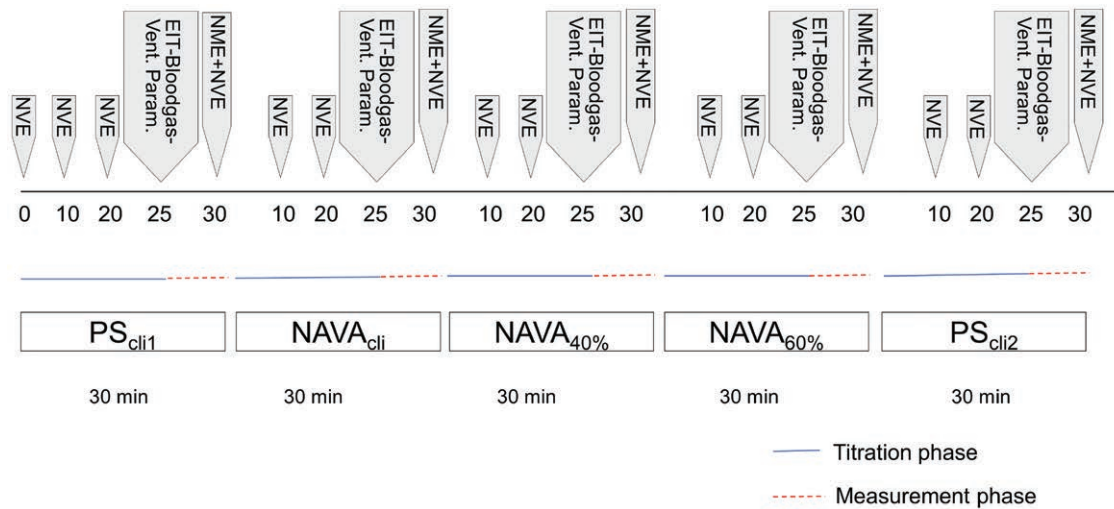 NVE
NVE
NVE
EIT-Bloodgas-
Vent. Param.
NME+NVE
NVE
NVE
EIT-Bloodgas-
Vent. Param.
NME+NVE
NVE
NVE
EIT-Bloodgas-
Vent. Param.
NME+NVE
NVE
NVE
EIT-Bloodgas-
Vent. Param.
NME+NVE
NVE
NVE
EIT-Bloodgas-
Vent. Param.
NME+NVE
0 10 20 25 30 10 20 25 30 10 20 25 30 10 20 25 30 10 20 25 30
PScli1 NAVAcli NAVA40% NAVA60% PScli2
30 min 30 min 30 min 30 min 30 min
Titration phase
Measurement phase